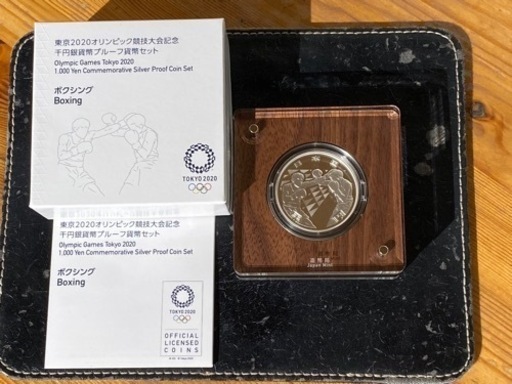 東京2020オリンピック競技大会記念
千円銀貨幣プルーフ貨幣セット
Olympic Games Tokyo 2020
1,000 Yen Commemorative Silver Proof Coin Set
ボクシング
Boxing
TOKYO 2020
東京2020オリンピック競技大会記念
千円銀貨幣プルーフ貨幣セット
Olympic Games Tokyo 2020
1,000 Yen Commemorative Silver Proof Coin Set
ボクシング
Boxing
TOKYO 2020
OFFICIAL
LICENSED
COINS
造幣局
Japan Mint